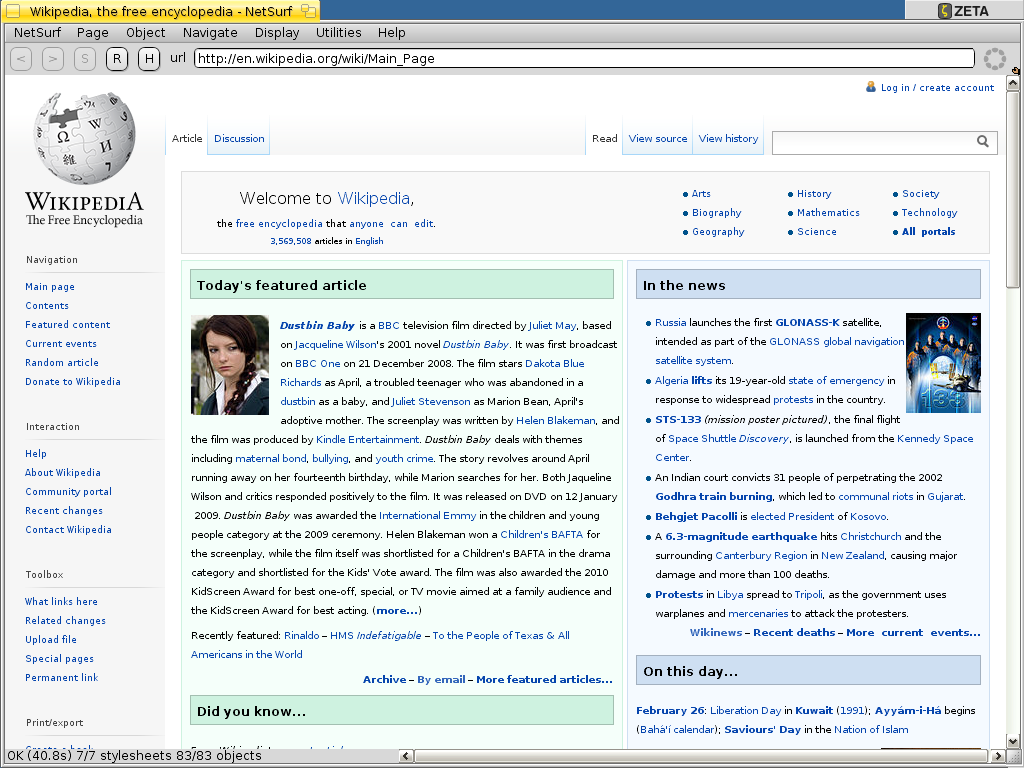 Wikipedia, the free encyclopedia - NetSurf
ZETA
NetSurf Page Object Navigate Display Utilities Help
< > S R H url http://en.wikipedia.org/wiki/Main_Page
Log in / create account
Article Discussion Read View source View history
WIKIPEDIA
The Free Encyclopedia
Navigation
Main page
Contents
Featured content
Current events
Random article
Donate to Wikipedia
Interaction
Help
About Wikipedia
Community portal
Recent changes
Contact Wikipedia
Toolbox
What links here
Related changes
Upload file
Special pages
Permanent link
Print/export
Welcome to Wikipedia,
the free encyclopedia that anyone can edit.
3,569,508 articles in English
Arts
Biography
Geography
History
Mathematics
Science
Society
Technology
All portals
Today's featured article
Dustbin Baby is a BBC television film directed by Juliet May, based
on Jacqueline Wilson's 2001 novel Dustbin Baby. It was first broadcast
on BBC One on 21 December 2008. The film stars Dakota Blue
Richards as April, a troubled teenager who was abandoned in a
dustbin as a baby, and Juliet Stevenson as Marion Bean, April's
adoptive mother. The screenplay was written by Helen Blakeman, and
the film was produced by Kindle Entertainment. Dustbin Baby deals with themes
including maternal bond, bullying, and youth crime. The story revolves around April
running away on her fourteenth birthday, while Marion searches for her. Both Jaqueline
Wilson and critics responded positively to the film. It was released on DVD on 12 January
2009. Dustbin Baby was awarded the International Emmy in the children and young
people category at the 2009 ceremony. Helen Blakeman won a Children's BAFTA for
the screenplay, while the film itself was shortlisted for a Children's BAFTA in the drama
category and shortlisted for the Kids' Vote award. The film was also awarded the 2010
KidScreen Award for best one-off, special, or TV movie aimed at a family audience and
the KidScreen Award for best acting. (more...)
Recently featured: Rinaldo – HMS Indefatigable – To the People of Texas & All
Americans in the World
Archive – By email – More featured articles...
Did you know...
In the news
Russia launches the first GLONASS-K satellite,
intended as part of the GLONASS global navigation
satellite system.
Algeria lifts its 19-year-old state of emergency in
response to widespread protests in the country.
STS-133 (mission poster pictured), the final flight
of Space Shuttle Discovery, is launched from the Kennedy Space
Center.
An Indian court convicts 31 people of perpetrating the 2002
Godhra train burning, which led to communal riots in Gujarat.
Behgjet Pacolli is elected President of Kosovo.
A 6.3-magnitude earthquake hits Christchurch and the
surrounding Canterbury Region in New Zealand, causing major
damage and more than 100 deaths.
Protests in Libya spread to Tripoli, as the government uses
warplanes and mercenaries to attack the protesters.
Wikinews – Recent deaths – More current events...
133
On this day...
February 26: Liberation Day in Kuwait (1991); Ayyám-i-Há begins
(Bahá'í calendar); Saviours' Day in the Nation of Islam
OK (40.8s) 7/7 stylesheets 83/83 objects